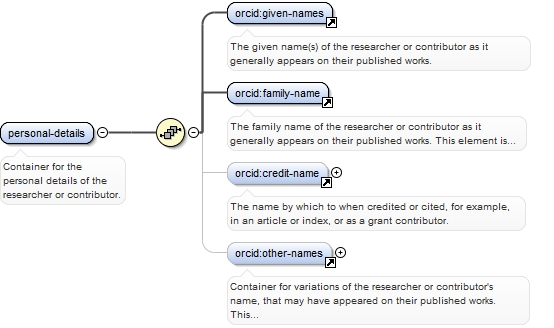 orcid:given-names
The given name(s) of the researcher or contributor as it
generally appears on their published works.
orcid:family-name
The family name of the researcher or contributor as it
generally appears on their published works. This element is...
personal-details
Container for the
personal details of the
researcher or contributor.
orcid:credit-name
The name by which to when credited or cited, for example,
in an article or index, or as a grant contributor.
orcid:other-names
Container for variations of the researcher or contributor's
name, that may have appeared on their published works.
This...